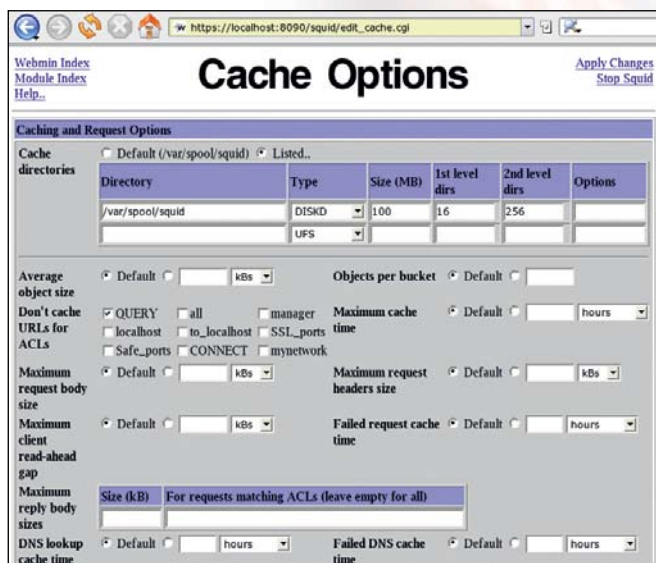 https://localhost:8090/squid/edit_cache.cgi
Webmin Index
Module Index
Help..
Cache Options
Apply Changes
Stop Squid
Caching and Request Options
Cache directories
Default (/var/spool/squid) Listed..
Directory Type Size (MB) 1st level dirs 2nd level dirs Options
/var/spool/squid DISKD 100 16 256
UFS
Average object size Default kBs Objects per bucket Default
Don't cache URLs for ACLs QUERY all manager Maximum cache time Default hours
localhost to_localhost SSL_ports
Safe_ports CONNECT mynetwork
Maximum request body size Default kBs Maximum request headers size Default kBs
Maximum client read-ahead gap Default kBs Failed request cache time Default hours
Maximum reply body sizes Size (kB) For requests matching ACLs (leave empty for all)
DNS lookup cache time Default hours Failed DNS cache time Default hours